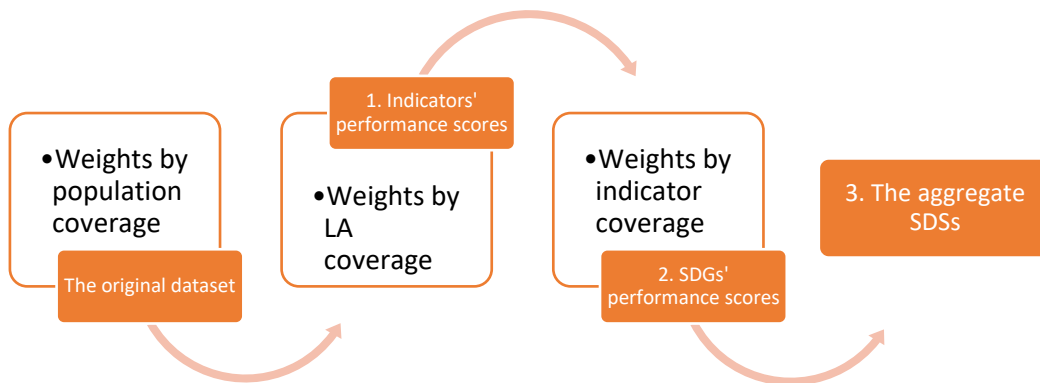 •Weights by
population
coverage
The original dataset
1. Indicators'
performance scores
•Weights by
LA
coverage
•Weights by
indicator
coverage
2. SDGs'
performance scores
3. The aggregate
SDSs